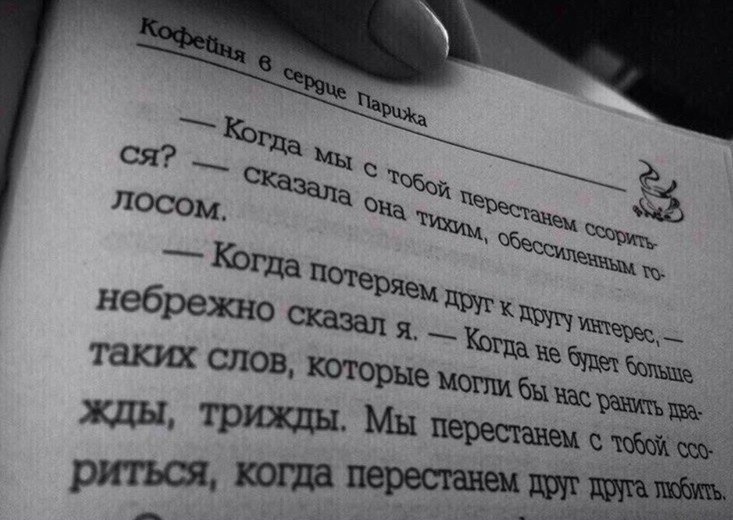 Кофейня в сердце Парижа
— Когда мы с тобой перестанем ссорить-
ся? — сказала она тихим, обессиленным го-
лосом.
— Когда потеряем друг к другу интерес, —
небрежно сказал я. — Когда не будет больше
таких слов, которые могли бы нас ранить два-
жды, трижды. Мы перестанем с тобой ссо-
риться, когда перестанем друг друга любить.